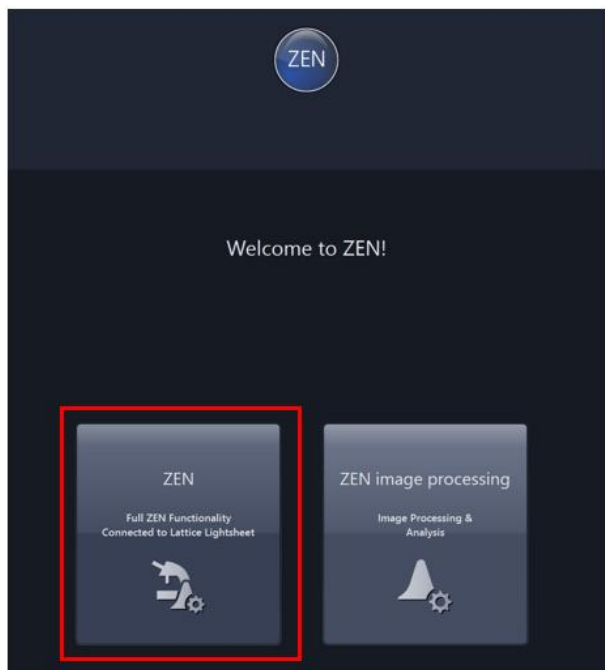 ZEN
Welcome to ZEN!
ZEN
Full ZEN Functionality
Connected to Lattice Lightsheet
ZEN image processing
Image Processing &
Analysis